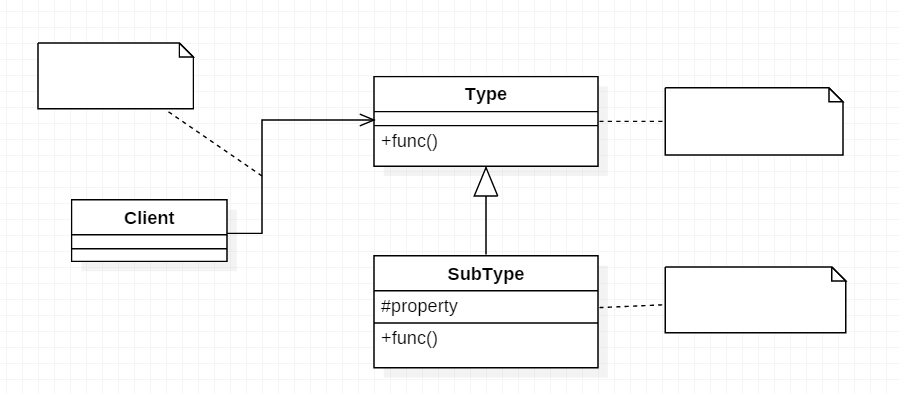 Type
+func()
Client
SubType
#property
+func()